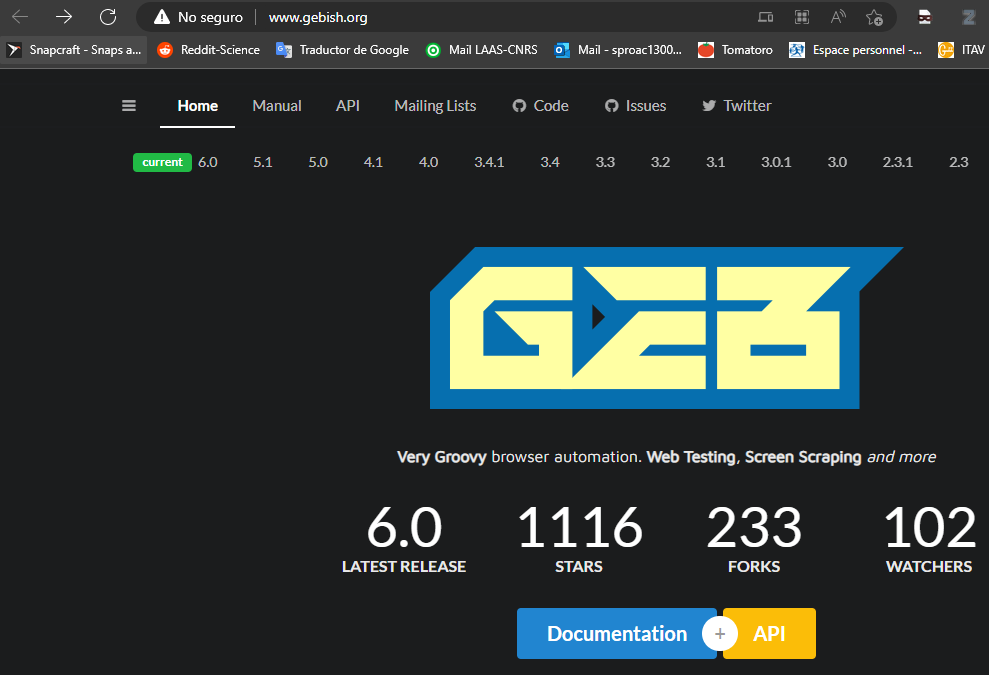 No seguro www.gebish.org
Snapcraft - Snaps a... Reddit-Science Traductor de Google Mail LAAS-CNRS Mail - sproac1300... Tomatoro Espace personnel -... ITAV
Home Manual API Mailing Lists Code Issues Twitter
current 6.0 5.1 5.0 4.1 4.0 3.4.1 3.4 3.3 3.2 3.1 3.0.1 3.0 2.3.1 2.3
GEB
Very Groovy browser automation. Web Testing, Screen Scraping and more
6.0 1116 233 102
LATEST RELEASE STARS FORKS WATCHERS
Documentation + API